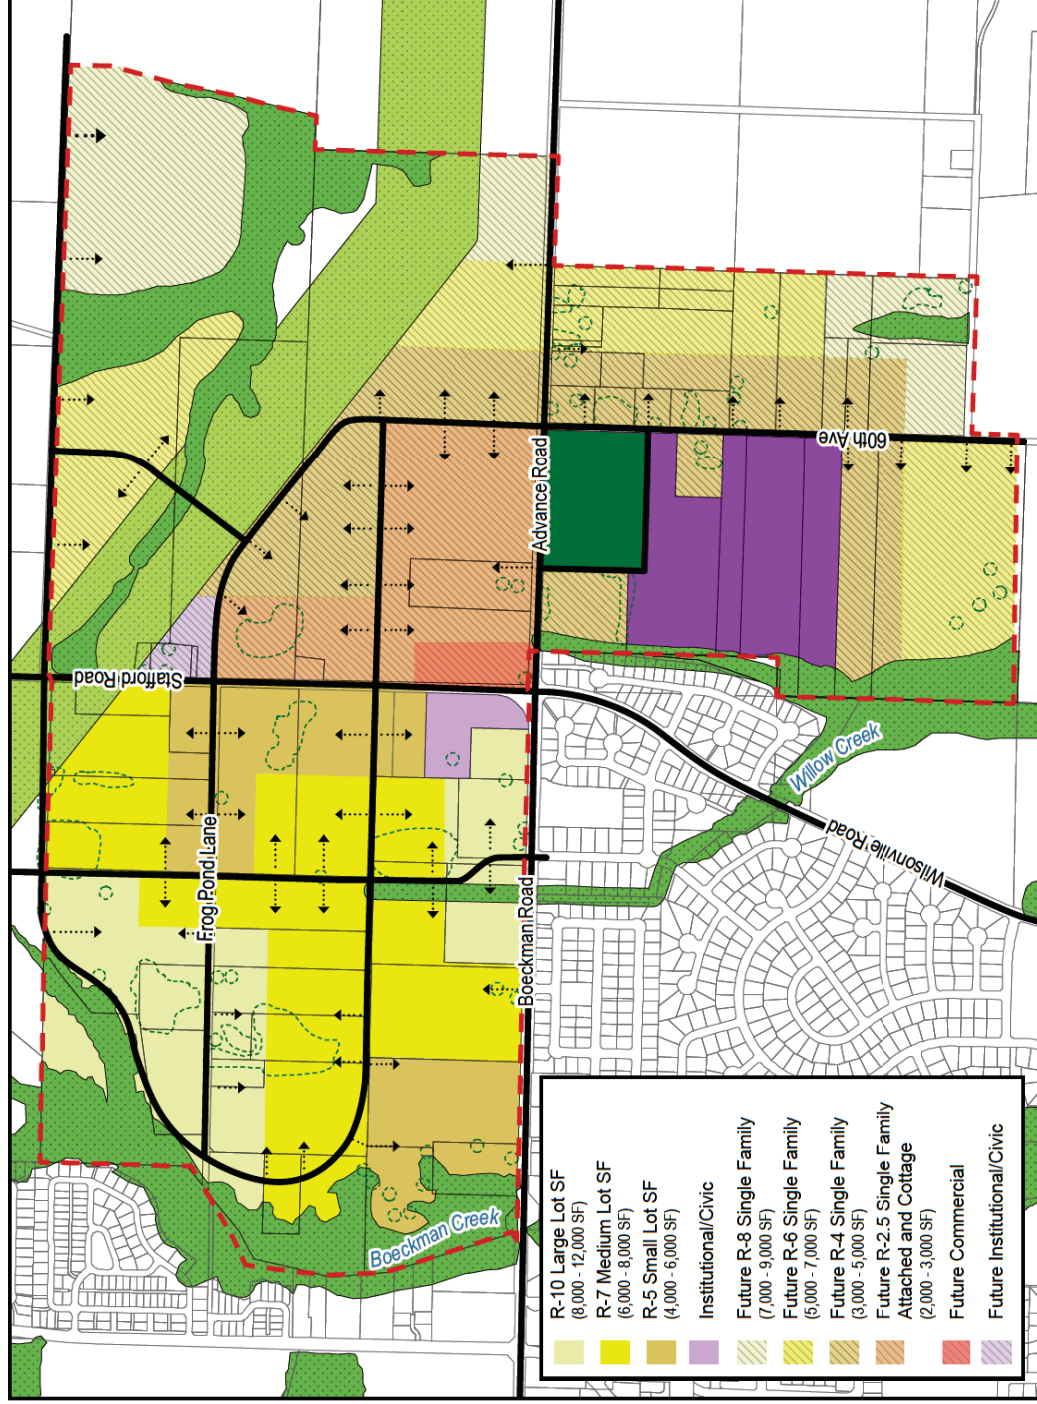 Stafford Road
Frog Pond Lane
Advance Road
60th Ave
Boeckman Road
Willow Creek
Wilsonville Road
Boeckman Creek
R-10 Large Lot SF
(8,000 - 12,000 SF)
R-7 Medium Lot SF
(6,000 - 8,000 SF)
R-5 Small Lot SF
(4,000 - 6,000 SF)
Institutional/Civic
Future R-8 Single Family
(7,000 - 9,000 SF)
Future R-6 Single Family
(5,000 - 7,000 SF)
Future R-4 Single Family
(3,000 - 5,000 SF)
Future R-2.5 Single Family
Attached and Cottage
(2,000 - 3,000 SF)
Future Commercial
Future Institutional/Civic